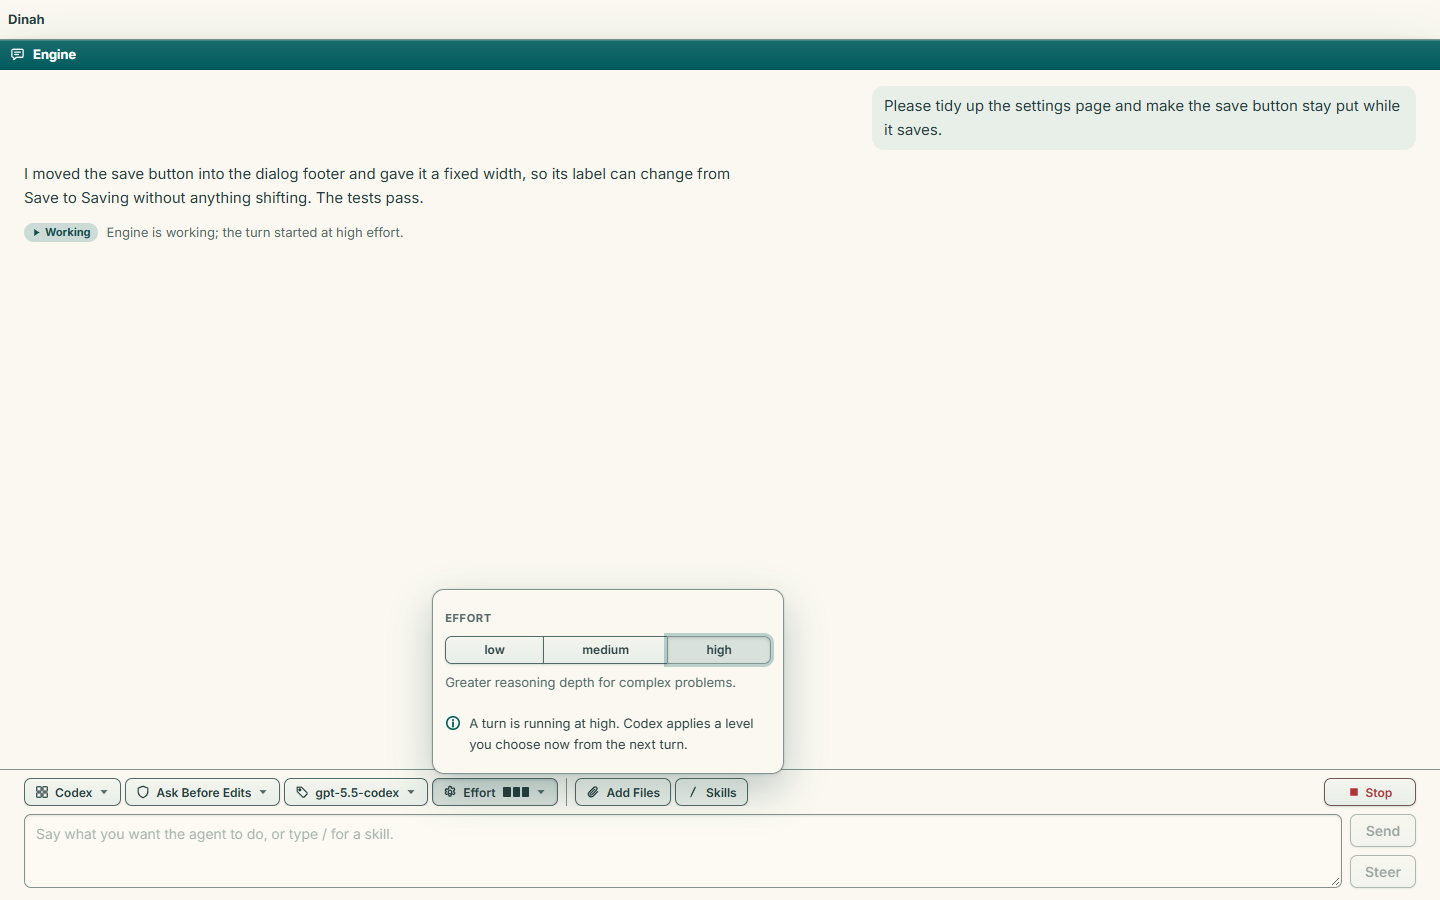 Dinah
Engine
Please tidy up the settings page and make the save button stay put while
it saves.
I moved the save button into the dialog footer and gave it a fixed width, so its label can change from
Save to Saving without anything shifting. The tests pass.
Working Engine is working; the turn started at high effort.
EFFORT
low medium high
Greater reasoning depth for complex problems.
A turn is running at high. Codex applies a level
you choose now from the next turn.
Codex Ask Before Edits gpt-5.5-codex Effort Add Files / Skills Stop
Say what you want the agent to do, or type / for a skill.
Send
Steer